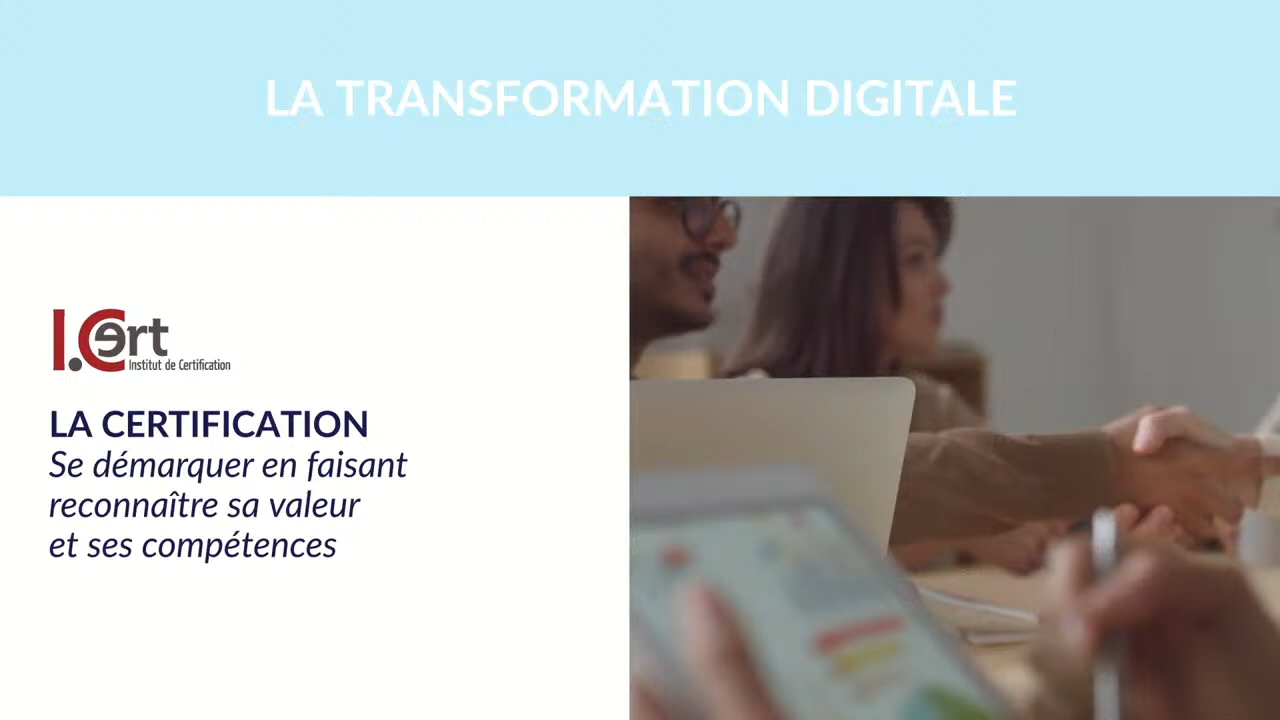 LA TRANSFORMATION DIGITALE
I.Cert
Institut de Certification
LA CERTIFICATION
Se démarquer en faisant
reconnaître sa valeur
et ses compétences